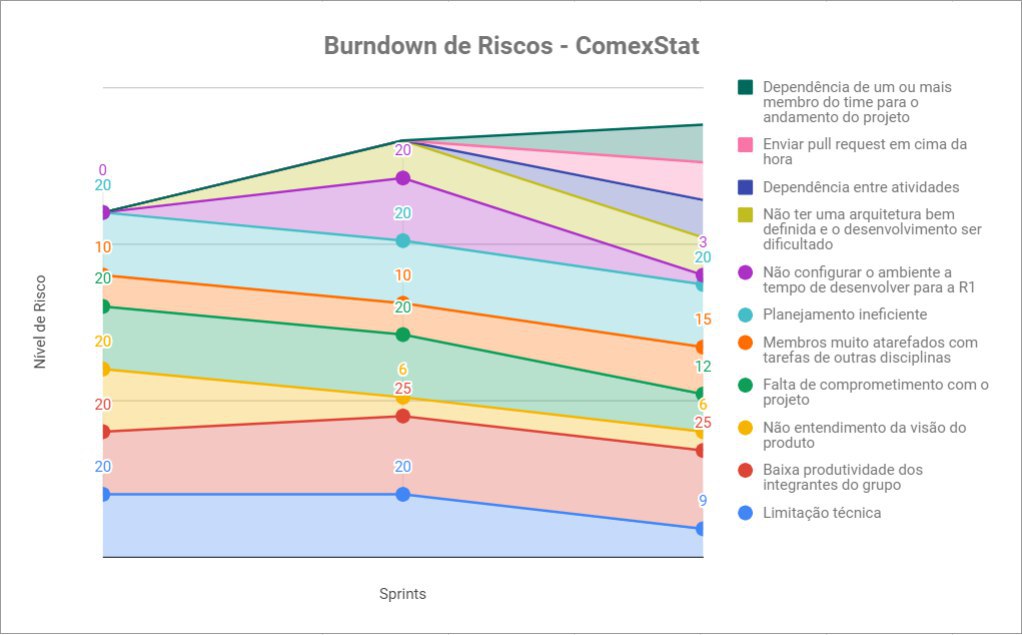 Burndown de Riscos - ComexStat
Nível de Risco
0
20
10
20
20
20
20
20
20
10
20
6
25
20
3
20
15
12
6
25
9
Sprints
Dependência de um ou mais
membro do time para o
andamento do projeto
Enviar pull request em cima da
hora
Dependência entre atividades
Não ter uma arquitetura bem
definida e o desenvolvimento ser
dificultado
Não configurar o ambiente a
tempo de desenvolver para a R1
Planejamento ineficiente
Membros muito atarefados com
tarefas de outras disciplinas
Falta de comprometimento com o
projeto
Não entendimento da visão do
produto
Baixa produtividade dos
integrantes do grupo
Limitação técnica